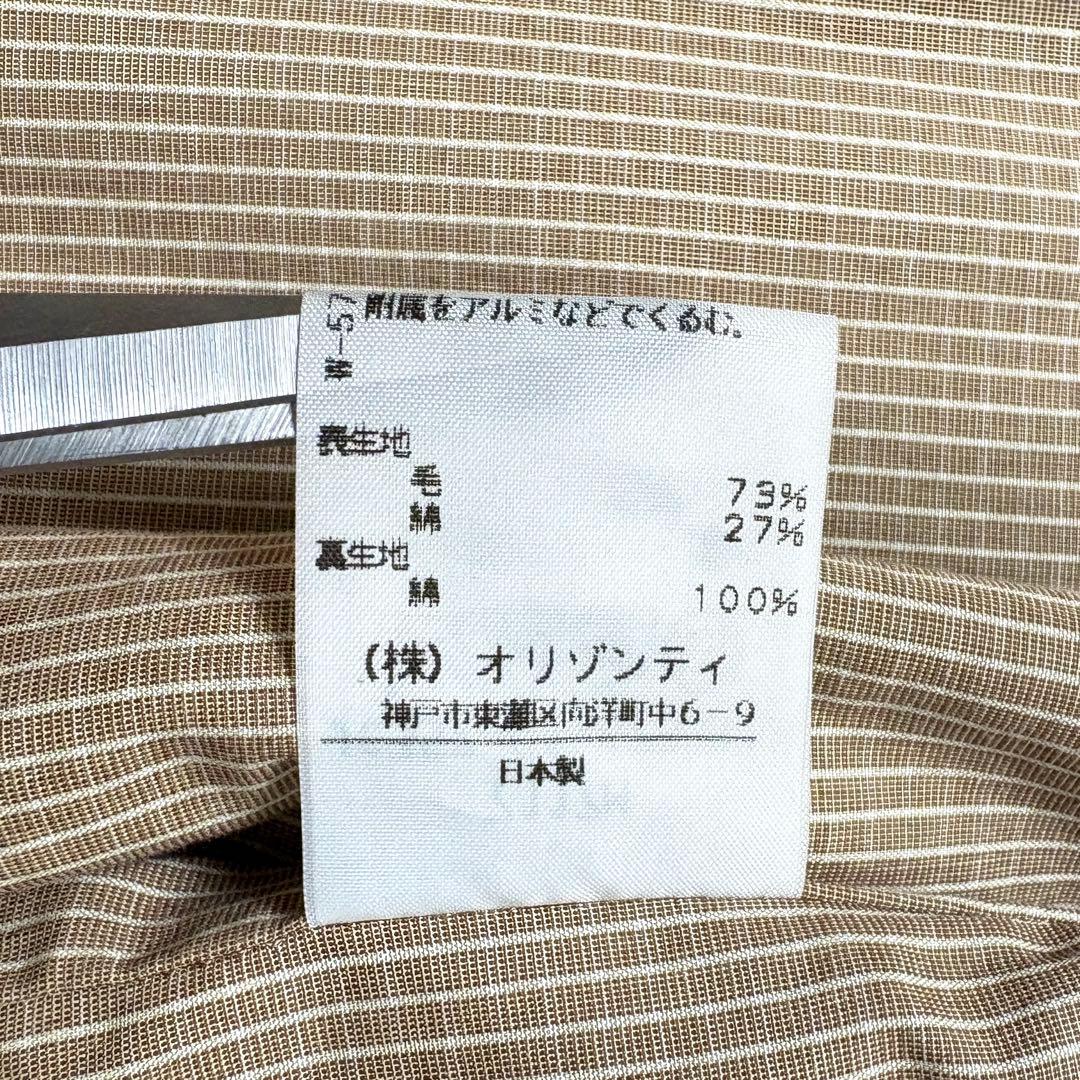 附属をアルミなどでくるむ。
W-57
表生地
毛 73%
綿 27%
裏生地
綿 100%
(株) オリゾンティ
神戸市東灘区向洋町中6-9
日本製